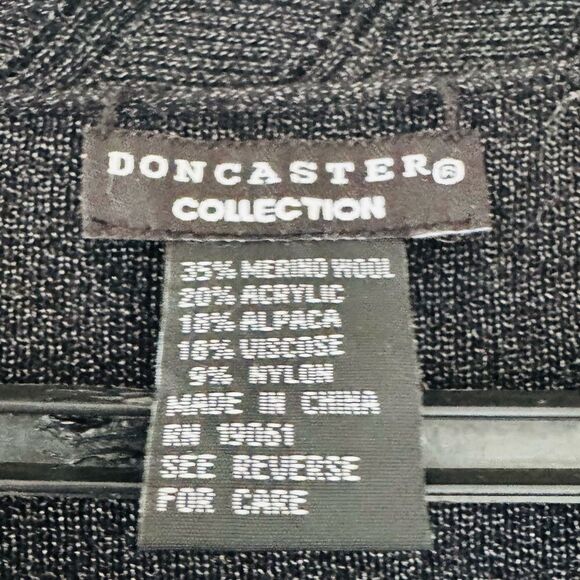 DONCASTER®
COLLECTION
35% MERINO WOOL
20% ACRYLIC
18% ALPACA
18% VISCOSE
9% NYLON
MADE IN CHINA
RN 19061
SEE REVERSE
FOR CARE